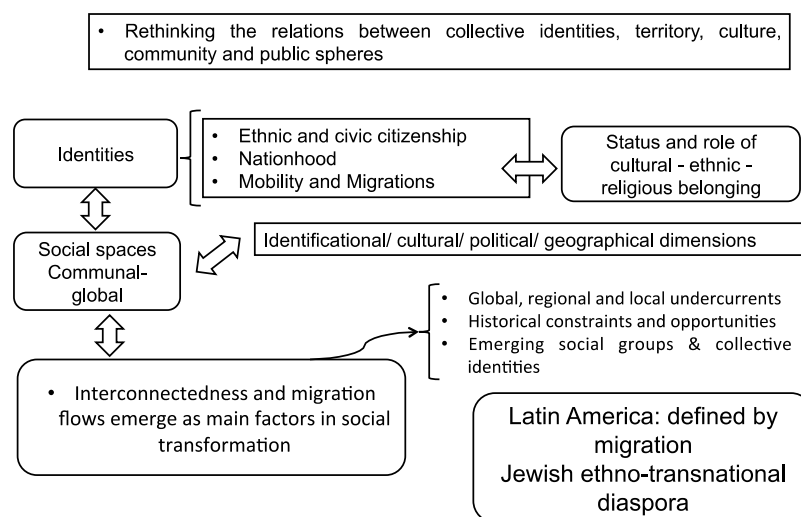 • Rethinking the relations between collective identities, territory, culture,
community and public spheres
Identities
• Ethnic and civic citizenship
• Nationhood
• Mobility and Migrations
Status and role of
cultural - ethnic -
religious belonging
Social spaces
Communal-
global
Identificational/ cultural/ political/ geographical dimensions
• Global, regional and local undercurrents
• Historical constraints and opportunities
• Emerging social groups & collective
identities
• Interconnectedness and migration
flows emerge as main factors in social
transformation
Latin America: defined by
migration
Jewish ethno-transnational
diaspora